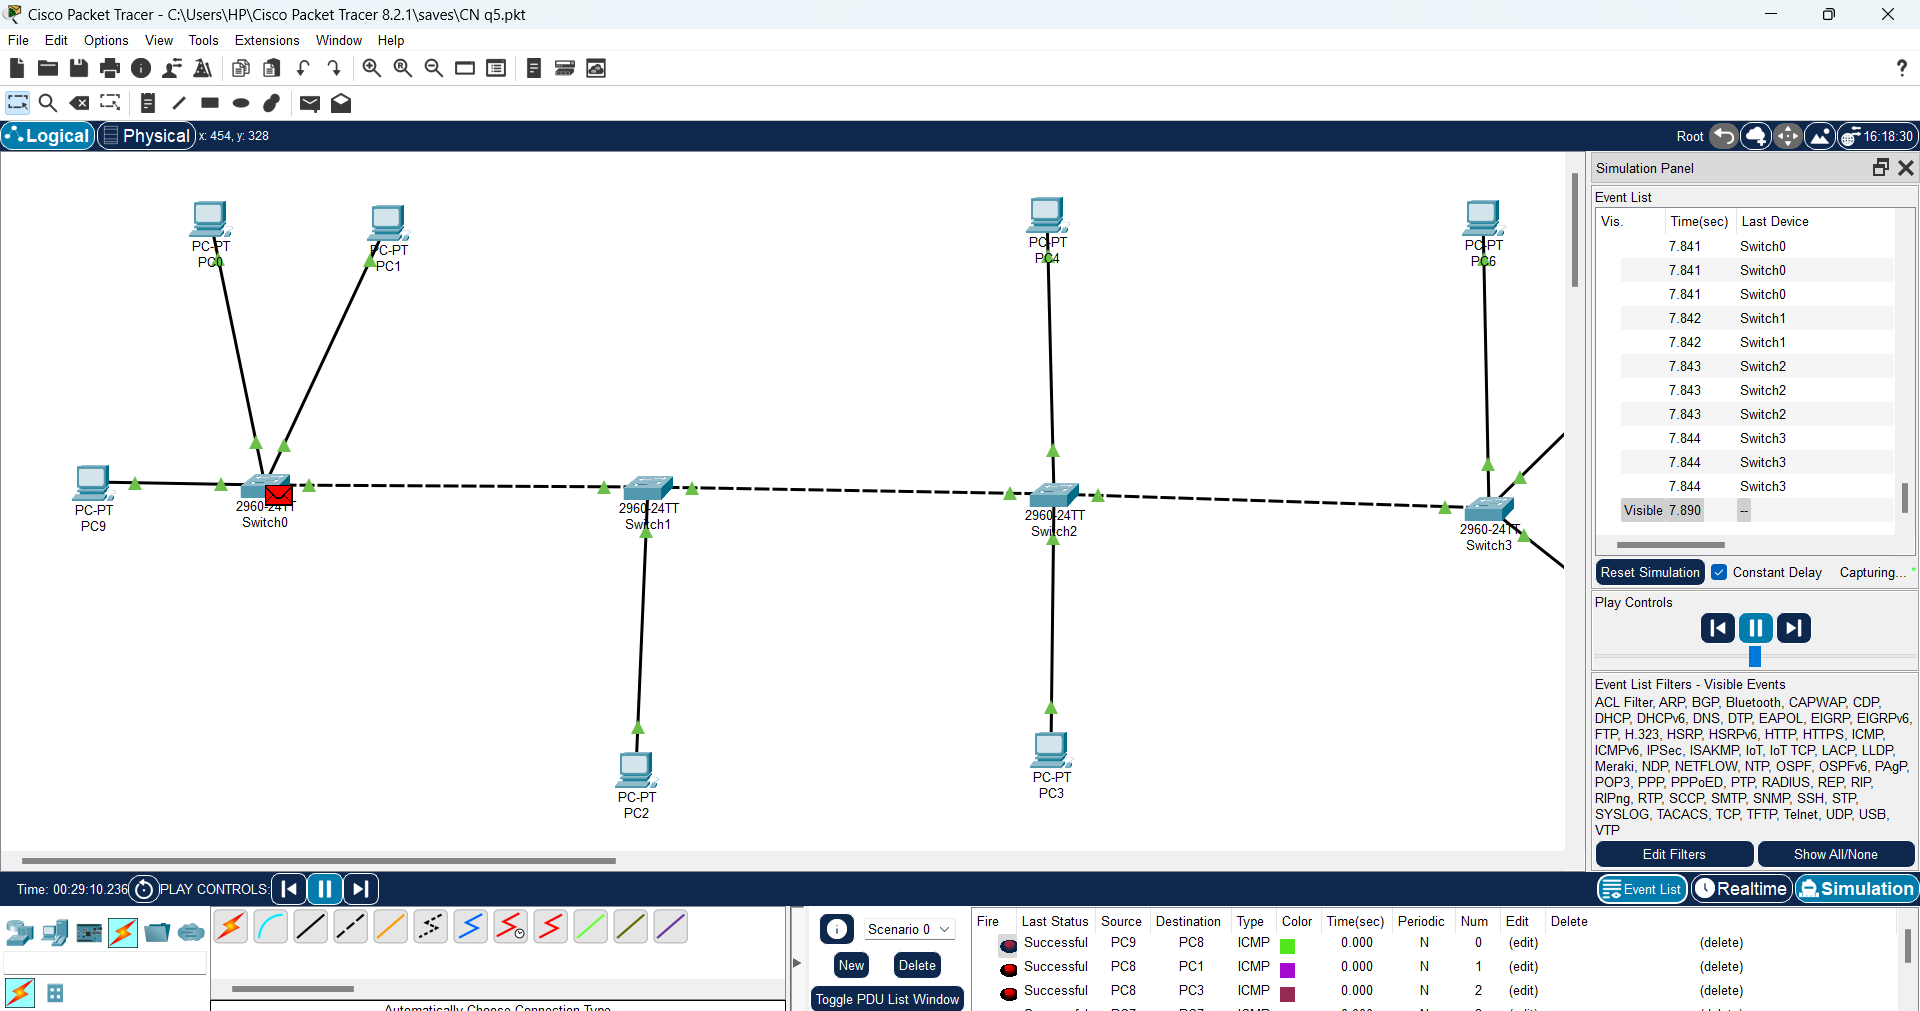 Cisco Packet Tracer - C:\Users\HP\Cisco Packet Tracer 8.2.1\saves\CN q5.pkt
File Edit Options View Tools Extensions Window Help
?
Logical Physical x: 454, y: 328
Root 16:18:30
PC-PT
PC0
PC-PT
PC1
PC-PT
PC4
PC-PT
PC6
PC-PT
PC9
2960-24TT
Switch0
2960-24TT
Switch1
2960-24TT
Switch2
2960-24TT
Switch3
PC-PT
PC2
PC-PT
PC3
Simulation Panel
Event List
Vis. Time(sec) Last Device
7.841 Switch0
7.841 Switch0
7.841 Switch0
7.842 Switch1
7.842 Switch1
7.843 Switch2
7.843 Switch2
7.843 Switch2
7.844 Switch3
7.844 Switch3
7.844 Switch3
Visible 7.890 --
Reset Simulation Constant Delay Capturing...
Play Controls
Event List Filters - Visible Events
ACL Filter, ARP, BGP, Bluetooth, CAPWAP, CDP,
DHCP, DHCPv6, DNS, DTP, EAPOL, EIGRP, EIGRPv6,
FTP, H.323, HSRP, HSRPv6, HTTP, HTTPS, ICMP,
ICMPv6, IPSec, ISAKMP, IoT, IoT TCP, LACP, LLDP,
Meraki, NDP, NETFLOW, NTP, OSPF, OSPFv6, PAgP,
POP3, PPP, PPPoED, PTP, RADIUS, REP, RIP,
RIPng, RTP, SCCP, SMTP, SNMP, SSH, STP,
SYSLOG, TACACS, TCP, TFTP, Telnet, UDP, USB,
VTP
Edit Filters Show All/None
Time: 00:29:10.236 PLAY CONTROLS:
Event List Realtime Simulation
Automatically Choose Connection Type
Scenario 0
New Delete
Toggle PDU List Window
Fire Last Status Source Destination Type Color Time(sec) Periodic Num Edit Delete
Successful PC9 PC8 ICMP 0.000 N 0 (edit) (delete)
Successful PC8 PC1 ICMP 0.000 N 1 (edit) (delete)
Successful PC8 PC3 ICMP 0.000 N 2 (edit) (delete)